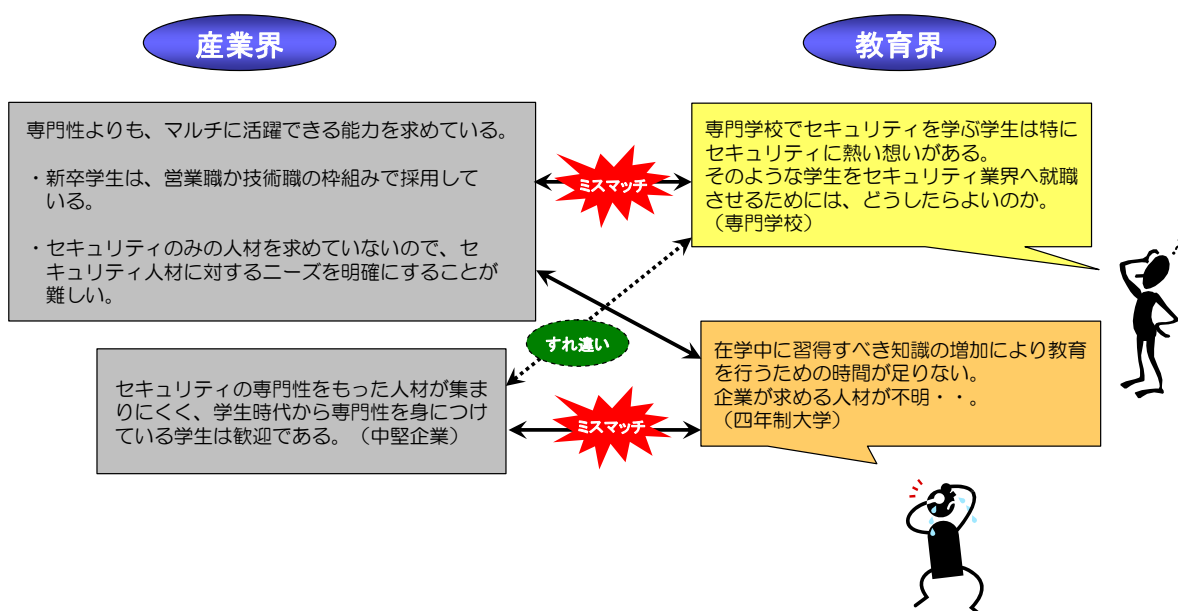 産業界
教育界
専門性よりも、マルチに活躍できる能力を求めている。
・新卒学生は、営業職か技術職の枠組みで採用して
いる。
・セキュリティのみの人材を求めていないので、セ
キュリティ人材に対するニーズを明確にすることが
難しい。
ミスマッチ
専門学校でセキュリティを学ぶ学生は特に
セキュリティに熱い想いがある。
そのような学生をセキュリティ業界へ就職
させるためには、どうしたらよいのか。
（専門学校）
すれ違い
セキュリティの専門性をもった人材が集ま
りにくく、学生時代から専門性を身につけ
ている学生は歓迎である。（中堅企業）
ミスマッチ
在学中に習得すべき知識の増加により教育
を行うための時間が足りない。
企業が求める人材が不明・・。
（四年制大学）